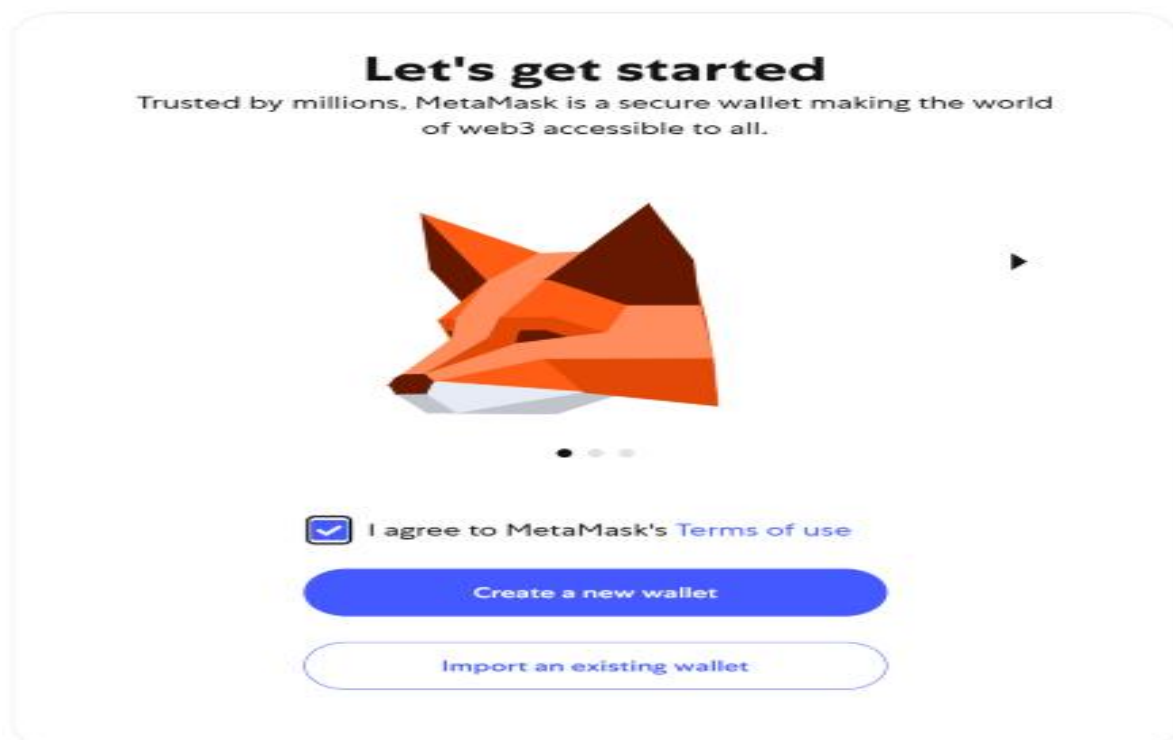 Let's get started
Trusted by millions, MetaMask is a secure wallet making the world
of web3 accessible to all.
I agree to MetaMask's Terms of use
Create a new wallet
Import an existing wallet